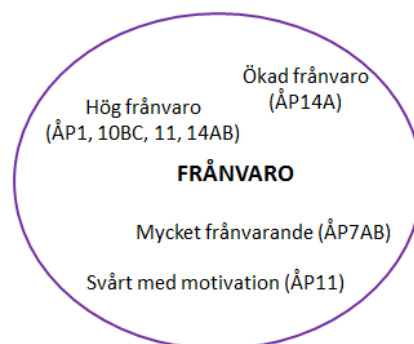 Ökad frånvaro
(ÅP14A)
Hög frånvaro
(ÅP1, 10BC, 11, 14AB)
FRÅNVARO
Mycket frånvarande (ÅP7AB)
Svårt med motivation (ÅP11)